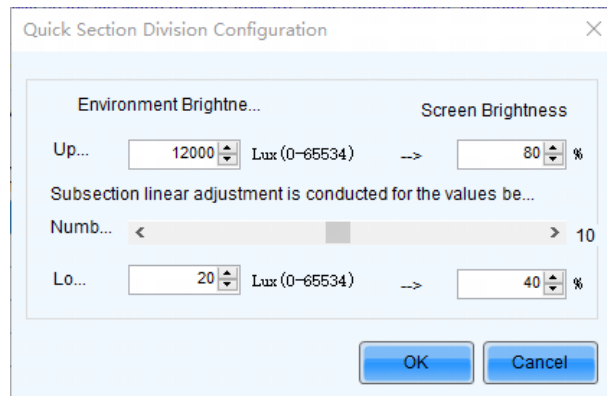 Quick Section Division Configuration
Environment Brightne...
Screen Brightness
Up... 12000 Lux(0-65534) --> 80 %
Subsection linear adjustment is conducted for the values be...
Numb... 10
Lo... 20 Lux(0-65534) --> 40 %
OK Cancel